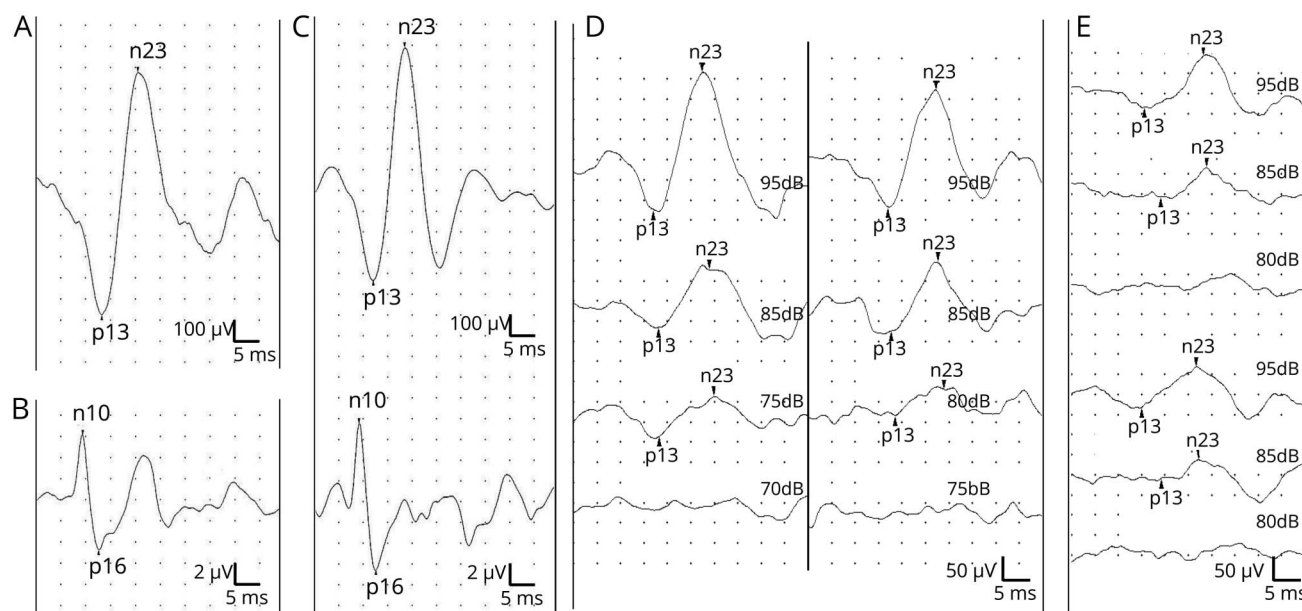 A
n23
p13
100 µV
5 ms
B
n10
p16
2 µV
5 ms
C
n23
p13
100 µV
5 ms
n10
p16
2 µV
5 ms
D
n23
95dB
p13
n23
85dB
p13
n23
75dB
p13
70dB
n23
95dB
p13
n23
85dB
p13
n23
80dB
p13
75bB
50 µV
5 ms
E
n23
95dB
p13
n23
85dB
p13
80dB
n23
95dB
p13
n23
85dB
p13
80dB
50 µV
5 ms